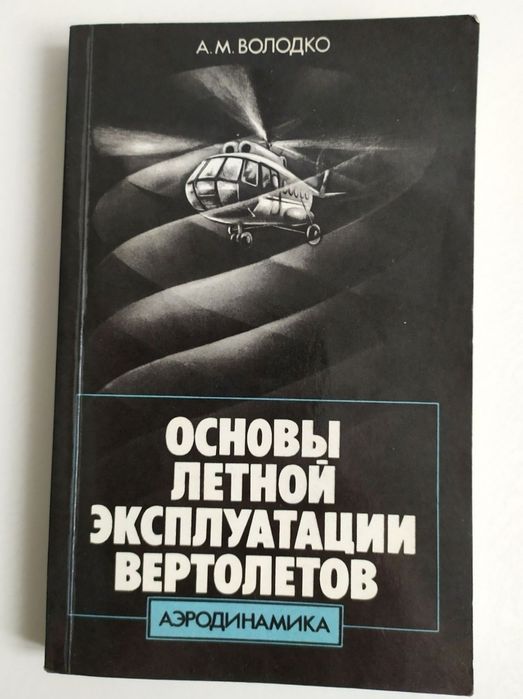 А.М.ВОЛОДКО
ОСНОВЫ
ЛЕТНОЙ
ЭКСПЛУАТАЦИИ
ВЕРТОЛЕТОВ
АЭРОДИНАМИКА